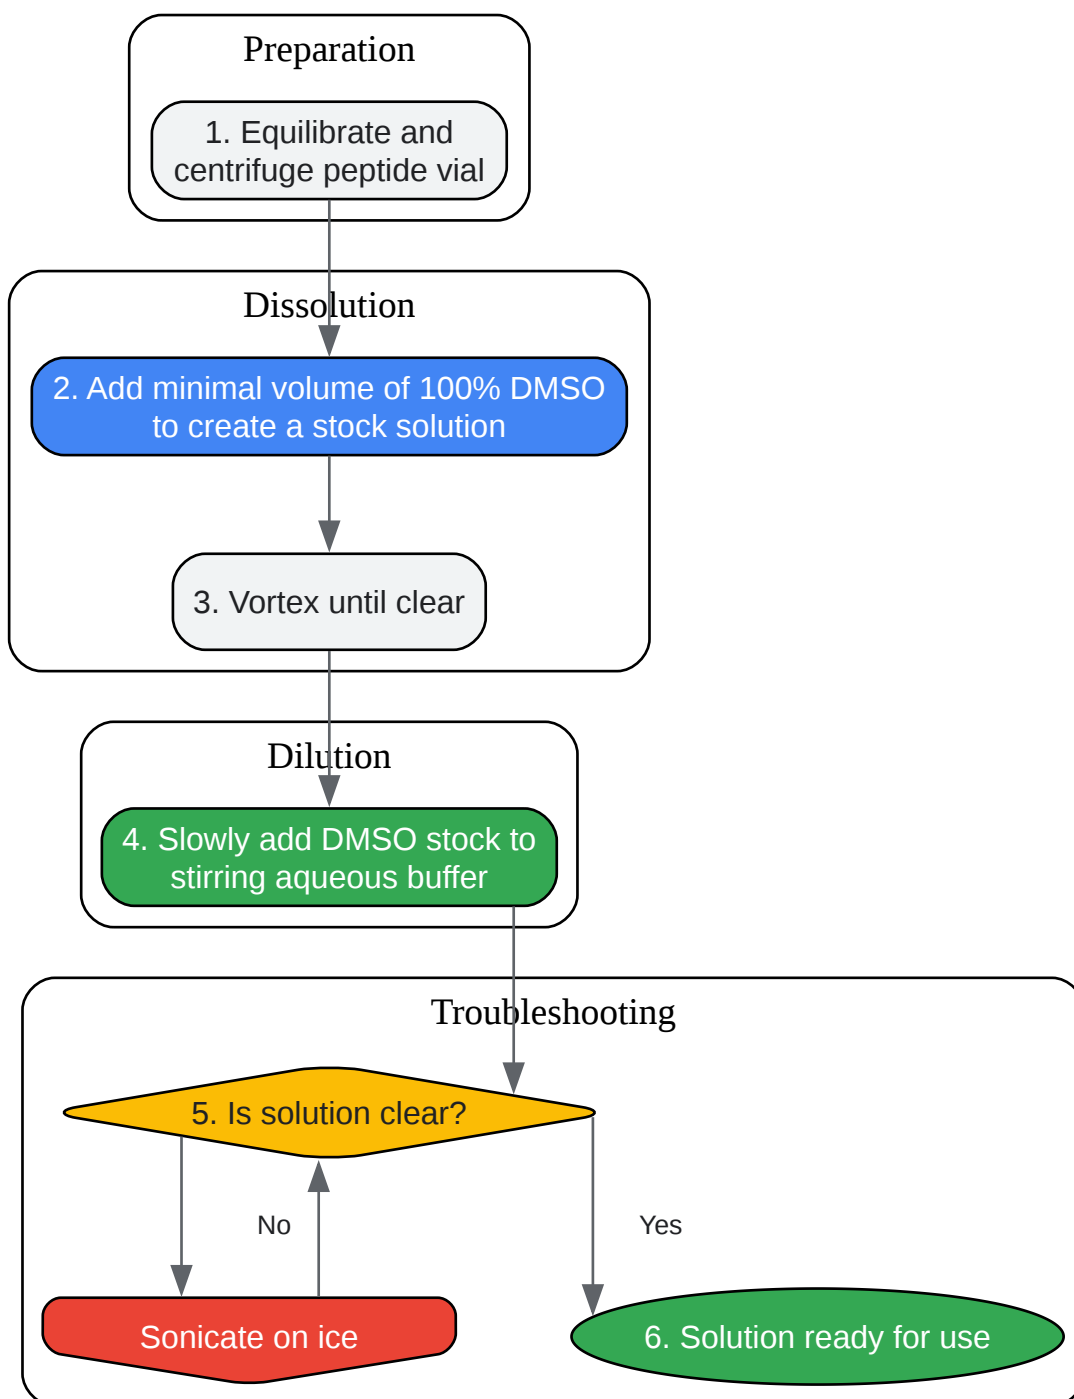 Preparation
1. Equilibrate and
centrifuge peptide vial
Dissolution
2. Add minimal volume of 100% DMSO
to create a stock solution
3. Vortex until clear
Dilution
4. Slowly add DMSO stock to
stirring aqueous buffer
Troubleshooting
5. Is solution clear?
No
Yes
Sonicate on ice
6. Solution ready for use